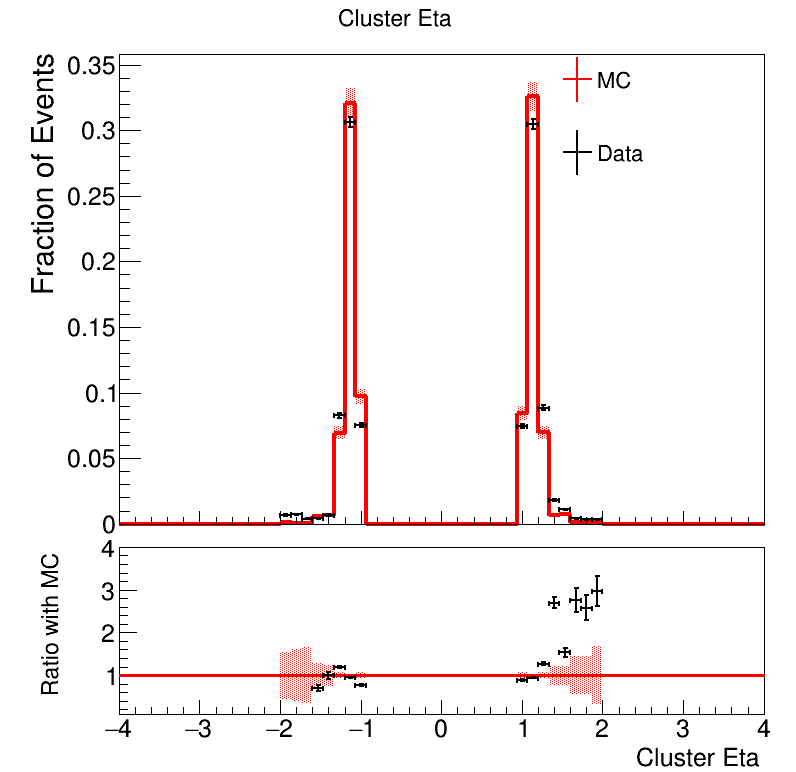 Cluster Eta
Fraction of Events
0.35
0.3
0.25
0.2
0.15
0.1
0.05
0
MC
Data
Ratio with MC
4
3
2
1
−4 −3 −2 −1 0 1 2 3 4
Cluster Eta